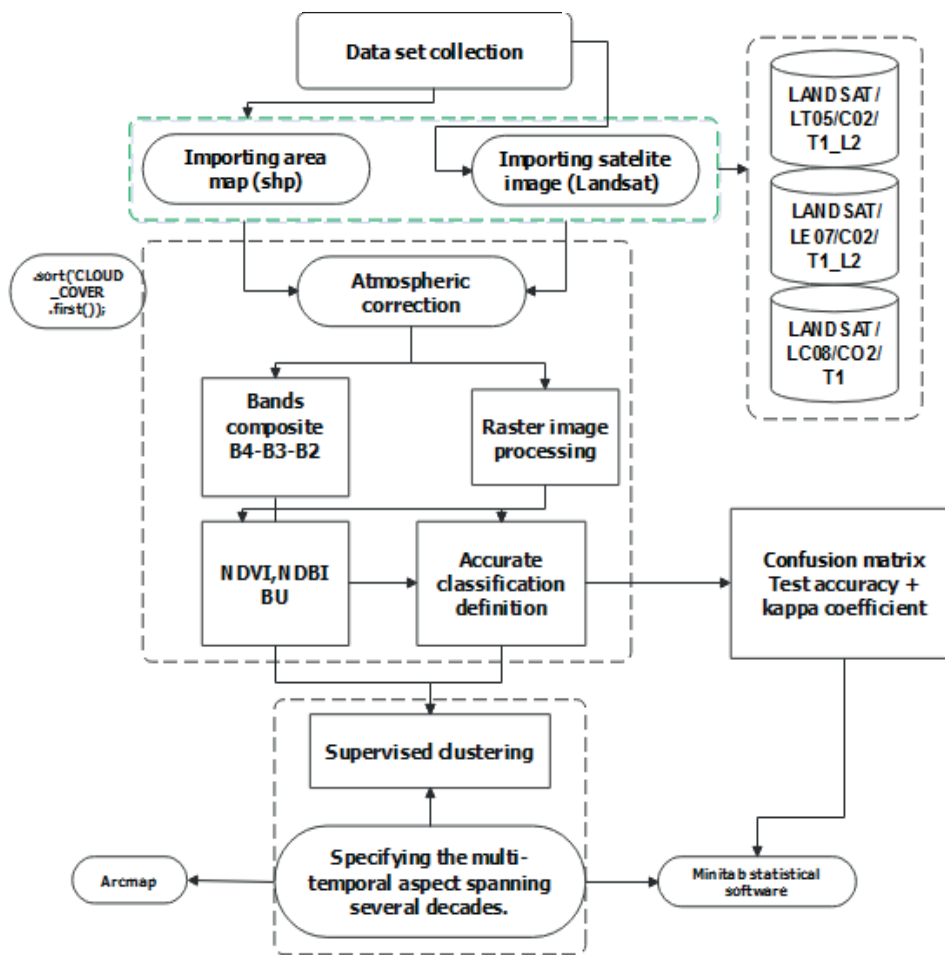 Data set collection
Importing area
map (shp)
Importing satelite
image (Landsat)
LANDSAT/
LT05/C02/
T1_L2
LANDSAT/
LE07/C02/
T1_L2
LANDSAT/
LC08/CO2/
T1
.sort('CLOUD
_COVER
.first());
Atmospheric
correction
Bands
composite
B4-B3-B2
Raster image
processing
NDVI,NDBI
BU
Accurate
classification
definition
Confusion matrix
Test accuracy +
kappa coefficient
Supervised clustering
Specifying the multi-
temporal aspect spanning
several decades.
Arcmap
Minitab statistical
software